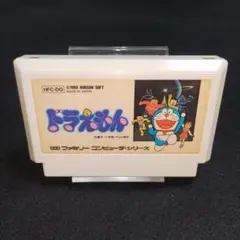 HFC-DO
©1986 HUDSON SOFT
MADE IN JAPAN
ドラえもん
ファミリー コンピュータ・シリーズ